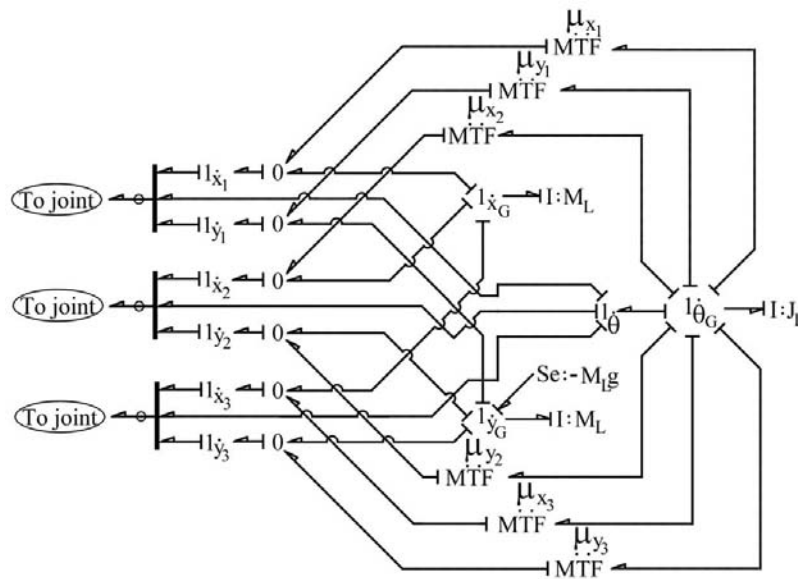 μx1
MTF
μy1
MTF
μx2
MTF
To joint
1ẋ1
0
1ẏ1
0
1ẋG
I:ML
To joint
1ẋ2
0
1ẏ2
0
1θ̇
1θ̇G
I:JL
To joint
1ẋ3
0
1ẏ3
0
Se:-MLg
1ẏG
I:ML
μy2
MTF
μx3
MTF
μy3
MTF